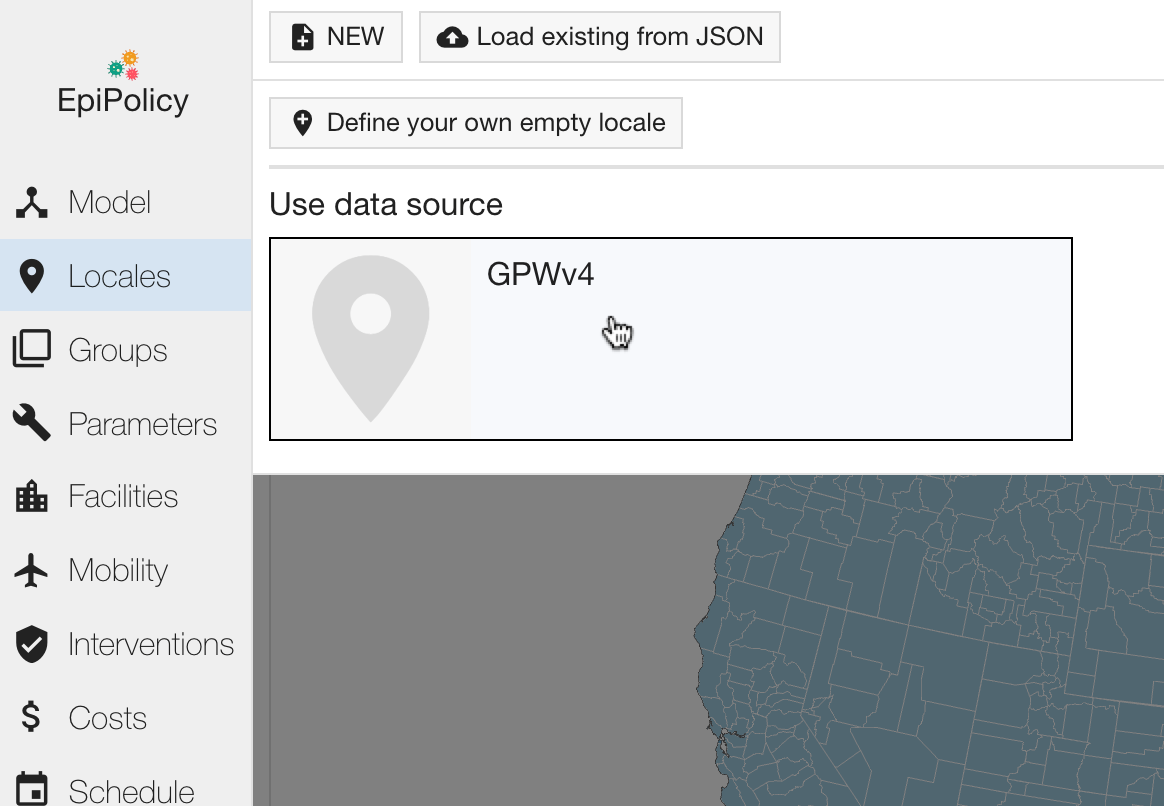 EpiPolicy
Model
Locales
Groups
Parameters
Facilities
Mobility
Interventions
Costs
Schedule
NEW
Load existing from JSON
Define your own empty locale
Use data source
GPWv4